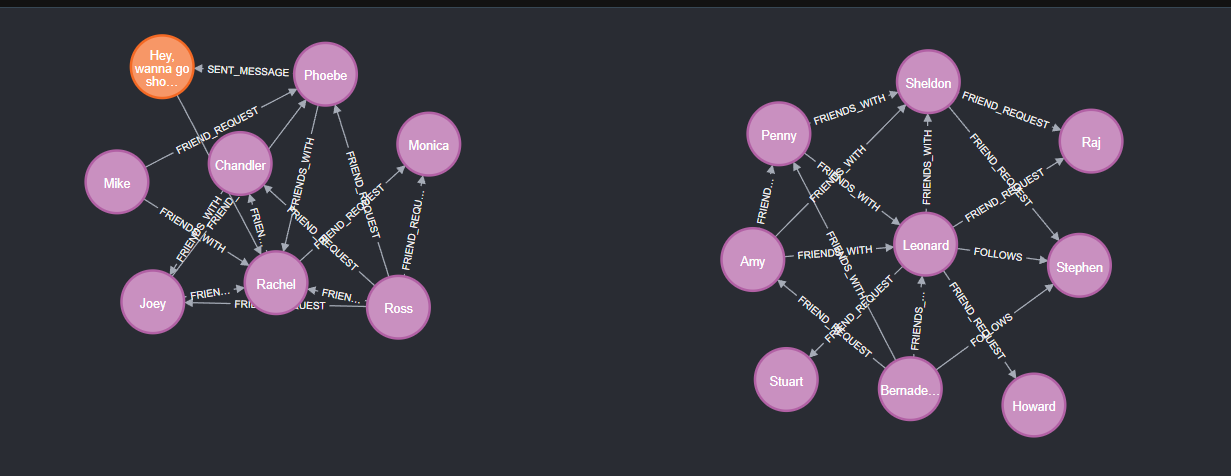 Hey,
wanna go
sho…
SENT_MESSAGE
Phoebe
FRIEND_REQUEST
Chandler
Monica
Mike
FRIENDS_WITH
FRIEND_REQUEST
FRIEND_REQUEST
FRIEND_REQU…
FRIENDS_WITH
FRIENDS_WITH
FRIEND
FRIEN…
FRIEND_REQUEST
Rachel
Joey
FRIEN…
FRIEN…
Ross
Sheldon
FRIENDS_WITH
FRIEND_REQUEST
Penny
Raj
FRIENDS_WITH
FRIENDS_WITH
FRIENDS_WITH
FRIEND_REQUEST
FRIEND…
FRIEND_REQUEST
Amy
FRIENDS_WITH
Leonard
FOLLOWS
Stephen
FRIENDS_WITH
FRIEND_REQUEST
FRIEND_REQUEST
FRIENDS_…
FRIEND_REQUEST
FOLLOWS
Stuart
Bernade…
Howard